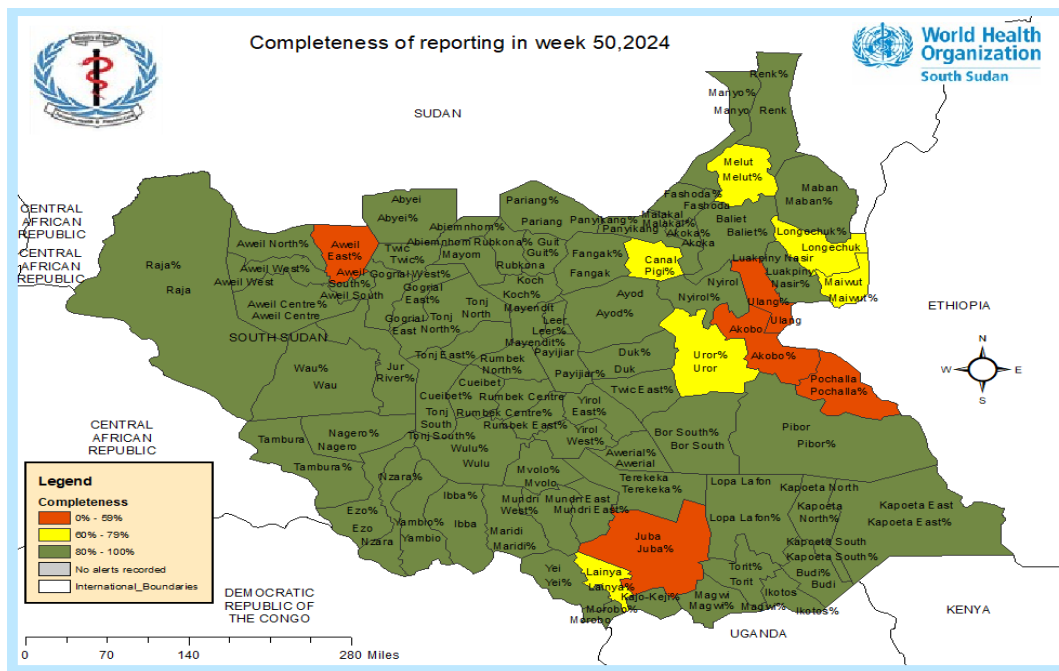 Completeness of reporting in week 50,2024
World Health
Organization
South Sudan
SUDAN
CENTRAL
AFRICAN
REPUBLIC
CENTRAL
AFRICAN
REPUBLIC
CENTRAL
AFRICAN
REPUBLIC
DEMOCRATIC
REPUBLIC OF
THE CONGO
UGANDA
KENYA
ETHIOPIA
SOUTH SUDAN
N
W
E
S
Renk%
Manyo%
Manyo
Renk
Melut
Melut%
Maban
Maban%
Fashoda%
Fashoda
Malakal
Malakal%
Akoka%
Akoka
Baliet
Baliet%
Longochuk%
Longochuk
Luakpiny Nasir
Luakpiny
Nasir%
Maiwut
Maiwut%
Abyei
Abyei%
Pariang%
Pariang
Panyikang%
Panyikang
Abiemnhom%
Abiemnhom
Rubkona%
Mayom
Rubkona
Guit
Guit%
Fangak%
Fangak
Canal
Pigi%
Nyirol
Nyirol%
Ulang%
Ulang
Akobo
Akobo%
Pochalla
Pochalla%
Uror%
Uror
Aweil North%
Aweil
East%
Aweil West%
Aweil West
Aweil
South%
Aweil South
Aweil Centre%
Aweil Centre
Twic
Twic%
Gogrial West%
Gogrial
East%
Gogrial
East
Tonj
North
Tonj
North%
Koch
Koch%
Mayendit
Leer
Leer%
Mayendit%
Payijiar
Payijiar%
Ayod
Ayod%
Duk%
Duk
Twic East%
Raja%
Raja
Wau%
Wau
Jur
River%
Tonj East%
Rumbek
North%
Cueibet
Cueibet%
Rumbek Centre
Rumbek Centre%
Rumbek East%
Tonj
South
Tonj South%
Wulu%
Wulu
Yirol
East%
Yirol
West%
Awerial%
Awerial
Bor South%
Bor South
Pibor
Pibor%
Tambura
Tambura%
Nagero%
Nagero
Nzara%
Nzara
Ezo%
Ezo
Yambio%
Yambio
Ibba%
Ibba
Mvolo%
Mvolo
Mundri
West%
Mundri East
Mundri East%
Maridi
Maridi%
Terekeka
Terekeka%
Juba
Juba%
Yei
Yei%
Lainya
Lainya%
Morobo%
Morobo
Kajo-Keji%
Magwi
Magwi%
Magwi%
Lopa Lafon
Lopa Lafon%
Torit%
Torit
Ikotos
Ikotos%
Kapoeta North
Kapoeta
North%
Kapoeta East
Kapoeta East%
Kapoeta South
Kapoeta South%
Budi%
Budi
Legend
Completeness
0% - 59%
60% - 79%
80% - 100%
No alerts recorded
International_Boundaries
0 70 140 280 Miles